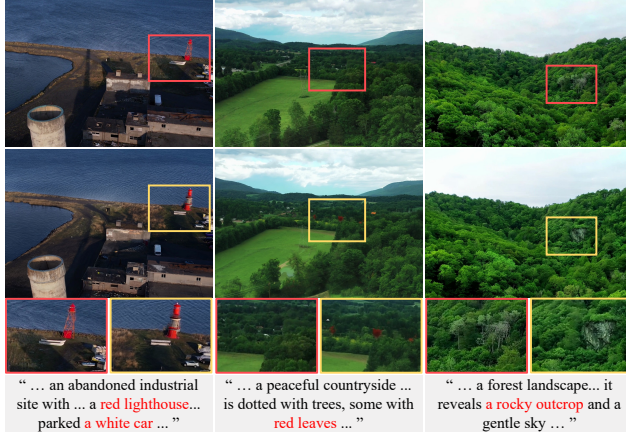 “ … an abandoned industrial
site with ... a red lighthouse...
parked a white car ... ”
“ … a peaceful countryside ...
is dotted with trees, some with
red leaves ... ”
“ … a forest landscape... it
reveals a rocky outcrop and a
gentle sky … ”